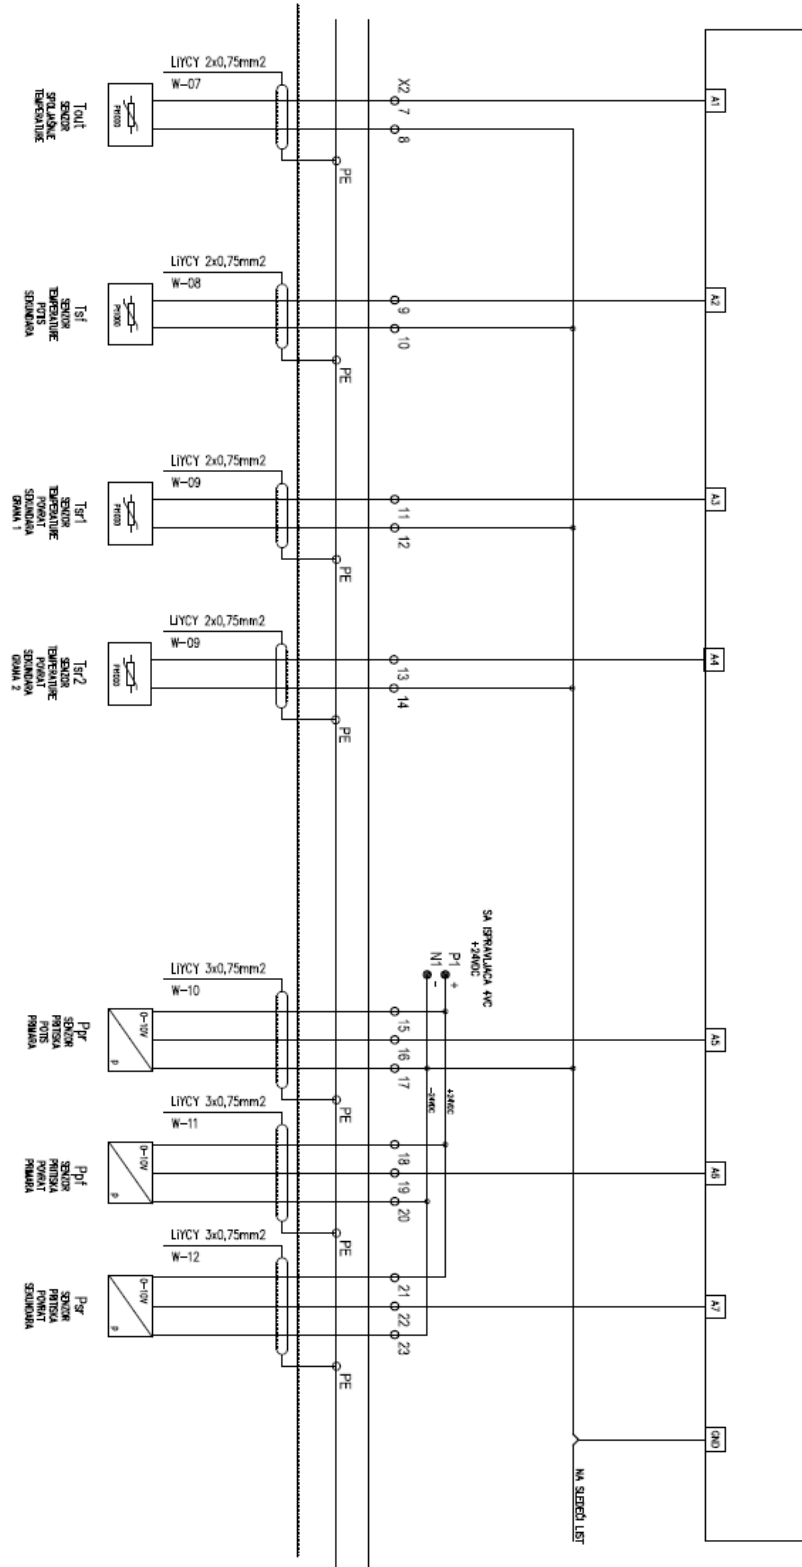 LiYCY 2x0,75mm2
W-07
Tout
SENZOR
SPOLJAŠNJE
TEMPERATURE
Pt1000
X2
7
8
PE
A1
LiYCY 2x0,75mm2
W-08
Tsf
SENZOR
TEMPERATURE
POTIS
SEKUNDARA
Pt1000
9
10
PE
A2
LiYCY 2x0,75mm2
W-09
Tsr1
SENZOR
TEMPERATURE
POVRAT
SEKUNDARA
GRANA 1
Pt1000
11
12
PE
A3
LiYCY 2x0,75mm2
W-09
Tsr2
SENZOR
TEMPERATURE
POVRAT
SEKUNDARA
GRANA 2
Pt1000
13
14
PE
A4
SA ISPRAVLJACA 4VC
+24VDC
P1 +
N1 -
LiYCY 3x0,75mm2
W-10
Ppr
SENZOR
PRITISKA
POTIS
PRIMARA
0-10V
p
15
16
17
PE
+24VDC
-24VDC
A5
LiYCY 3x0,75mm2
W-11
Ppf
SENZOR
PRITISKA
POVRAT
PRIMARA
0-10V
p
18
19
20
PE
A6
LiYCY 3x0,75mm2
W-12
Psr
SENZOR
PRITISKA
POVRAT
SEKUNDARA
0-10V
p
21
22
23
PE
A7
GND
NA SLEDEĆI LIST